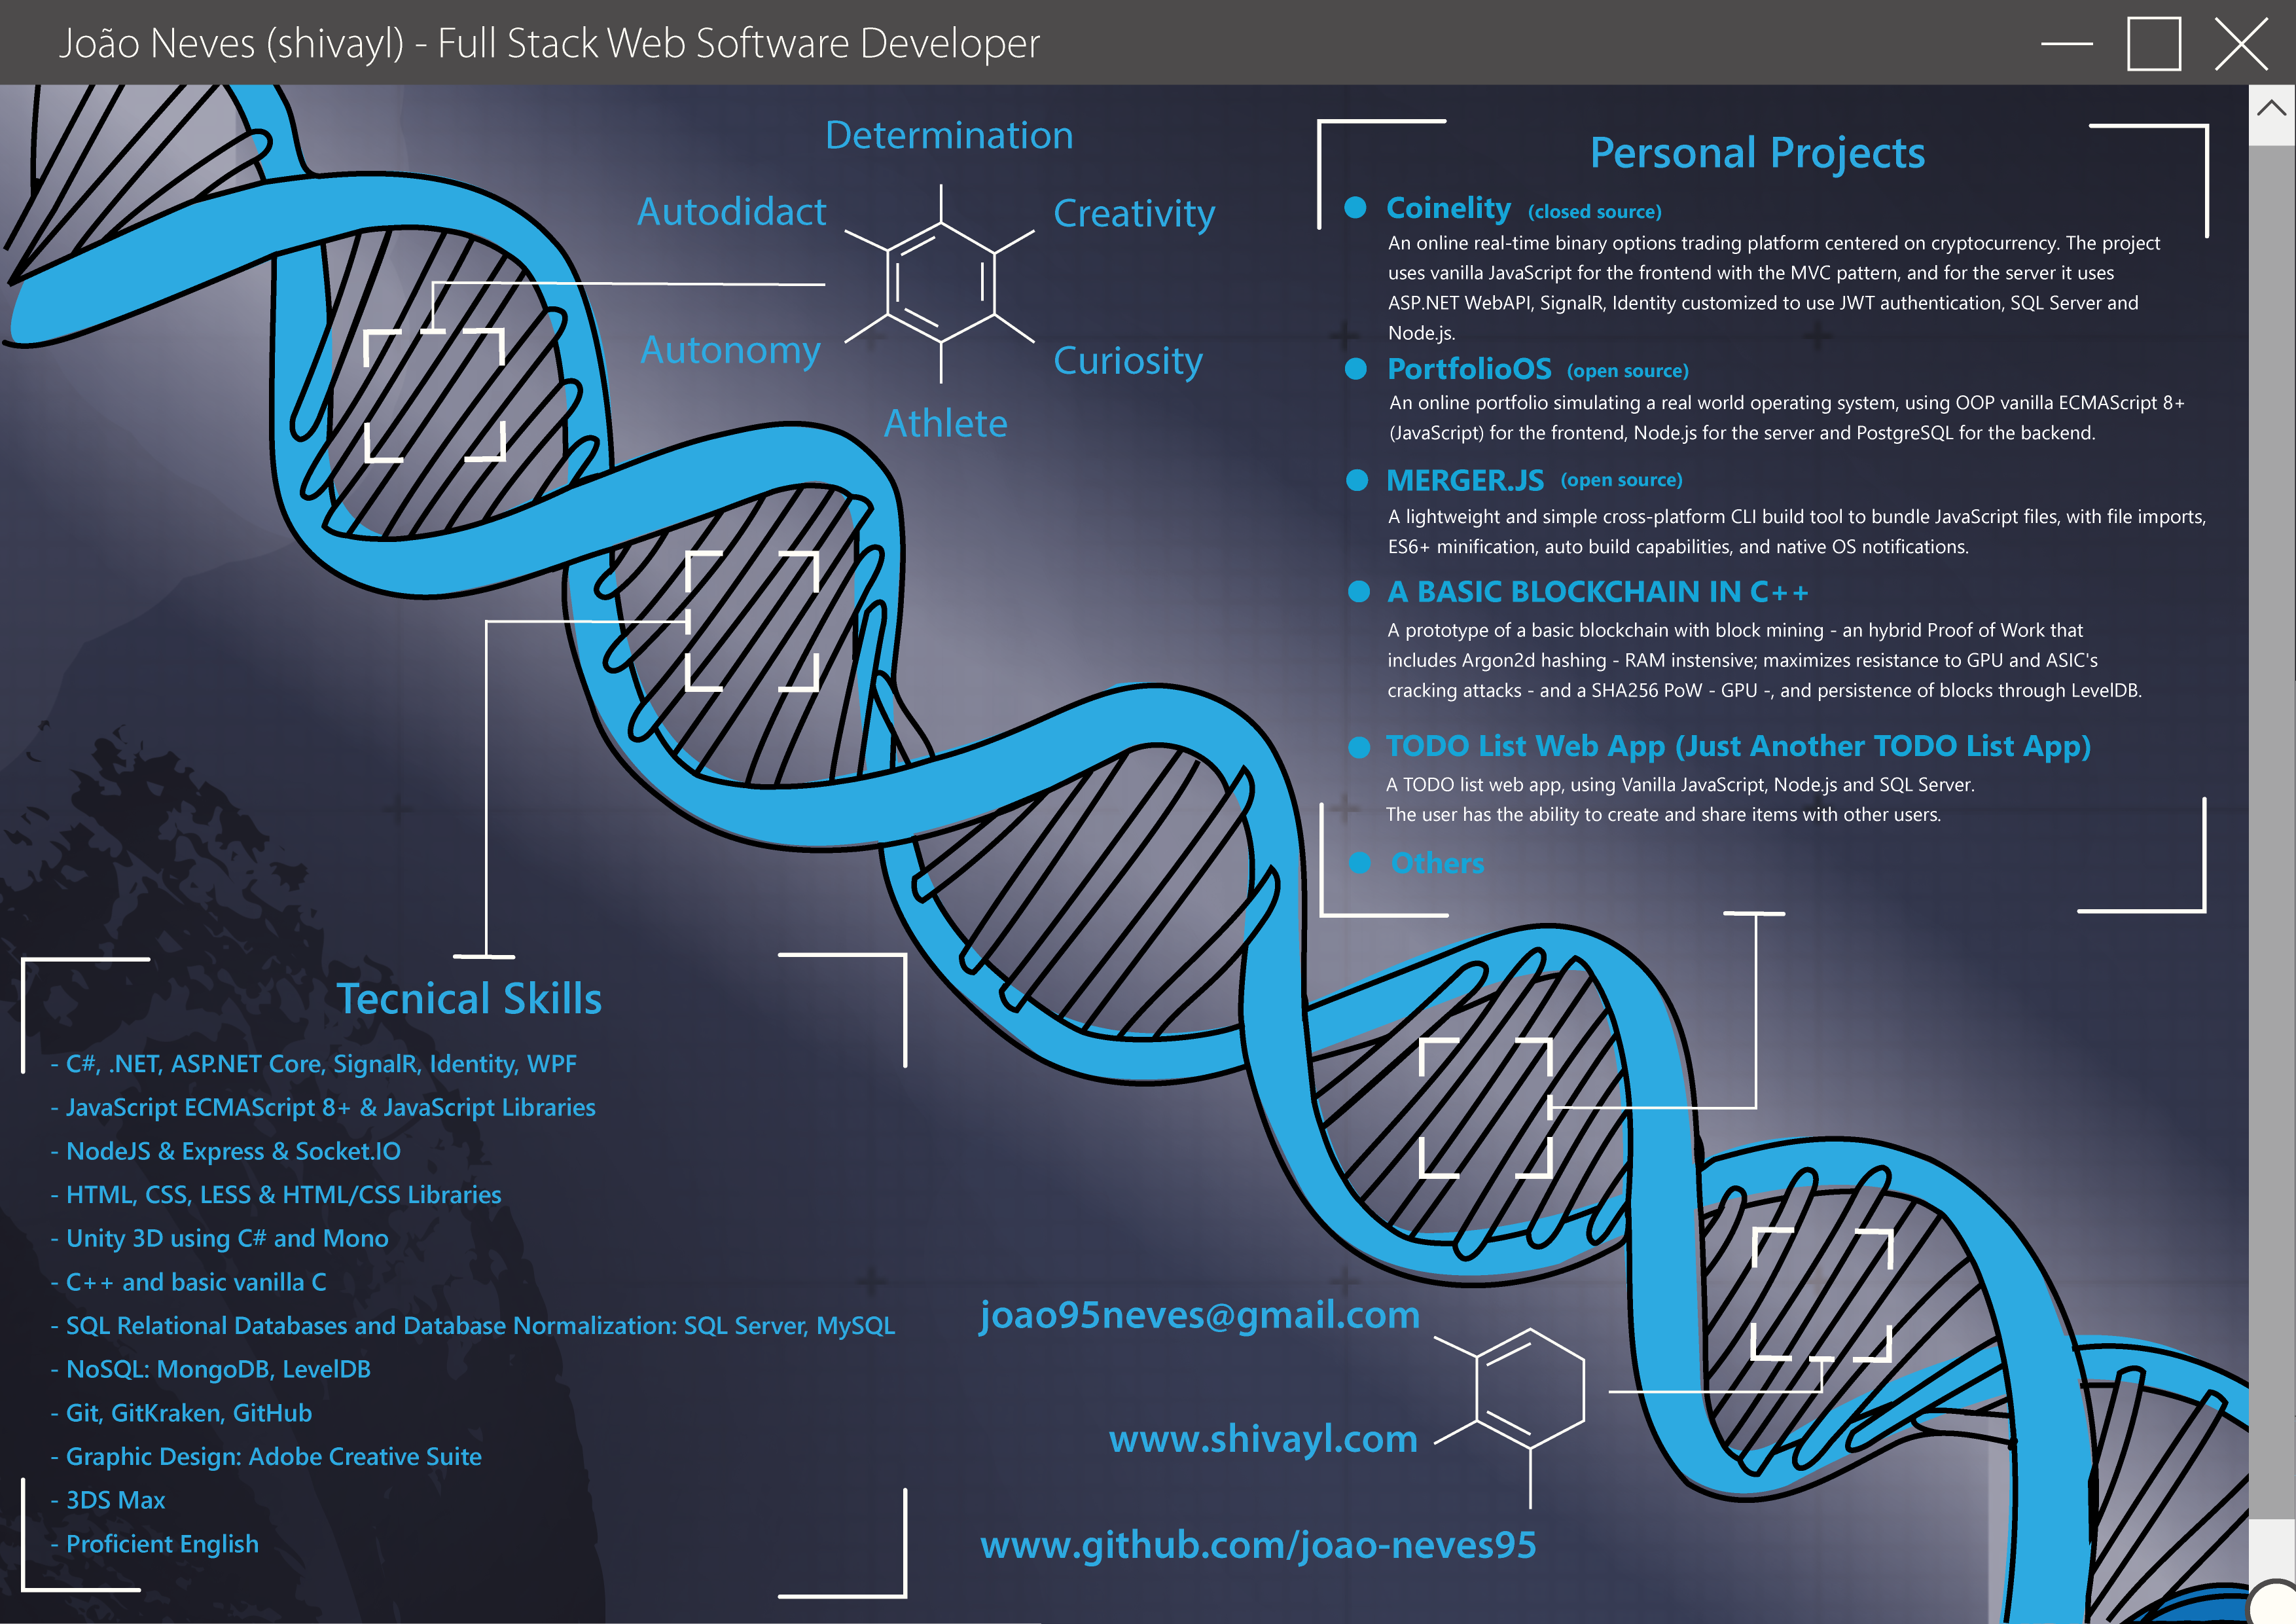 João Neves (shivayl) - Full Stack Web Software Developer
Determination
Autodidact
Creativity
Autonomy
Curiosity
Athlete
Personal Projects
Coinelity (closed source)
An online real-time binary options trading platform centered on cryptocurrency. The project
uses vanilla JavaScript for the frontend with the MVC pattern, and for the server it uses
ASP.NET WebAPI, SignalR, Identity customized to use JWT authentication, SQL Server and
Node.js.
PortfolioOS (open source)
An online portfolio simulating a real world operating system, using OOP vanilla ECMAScript 8+
(JavaScript) for the frontend, Node.js for the server and PostgreSQL for the backend.
MERGER.JS (open source)
A lightweight and simple cross-platform CLI build tool to bundle JavaScript files, with file imports,
ES6+ minification, auto build capabilities, and native OS notifications.
A BASIC BLOCKCHAIN IN C++
A prototype of a basic blockchain with block mining - an hybrid Proof of Work that
includes Argon2d hashing - RAM instensive; maximizes resistance to GPU and ASIC's
cracking attacks - and a SHA256 PoW - GPU -, and persistence of blocks through LevelDB.
TODO List Web App (Just Another TODO List App)
A TODO list web app, using Vanilla JavaScript, Node.js and SQL Server.
The user has the ability to create and share items with other users.
Others
Tecnical Skills
- C#, .NET, ASP.NET Core, SignalR, Identity, WPF
- JavaScript ECMAScript 8+ & JavaScript Libraries
- NodeJS & Express & Socket.IO
- HTML, CSS, LESS & HTML/CSS Libraries
- Unity 3D using C# and Mono
- C++ and basic vanilla C
- SQL Relational Databases and Database Normalization: SQL Server, MySQL
- NoSQL: MongoDB, LevelDB
- Git, GitKraken, GitHub
- Graphic Design: Adobe Creative Suite
- 3DS Max
- Proficient English
joao95neves@gmail.com
www.shivayl.com
www.github.com/joao-neves95